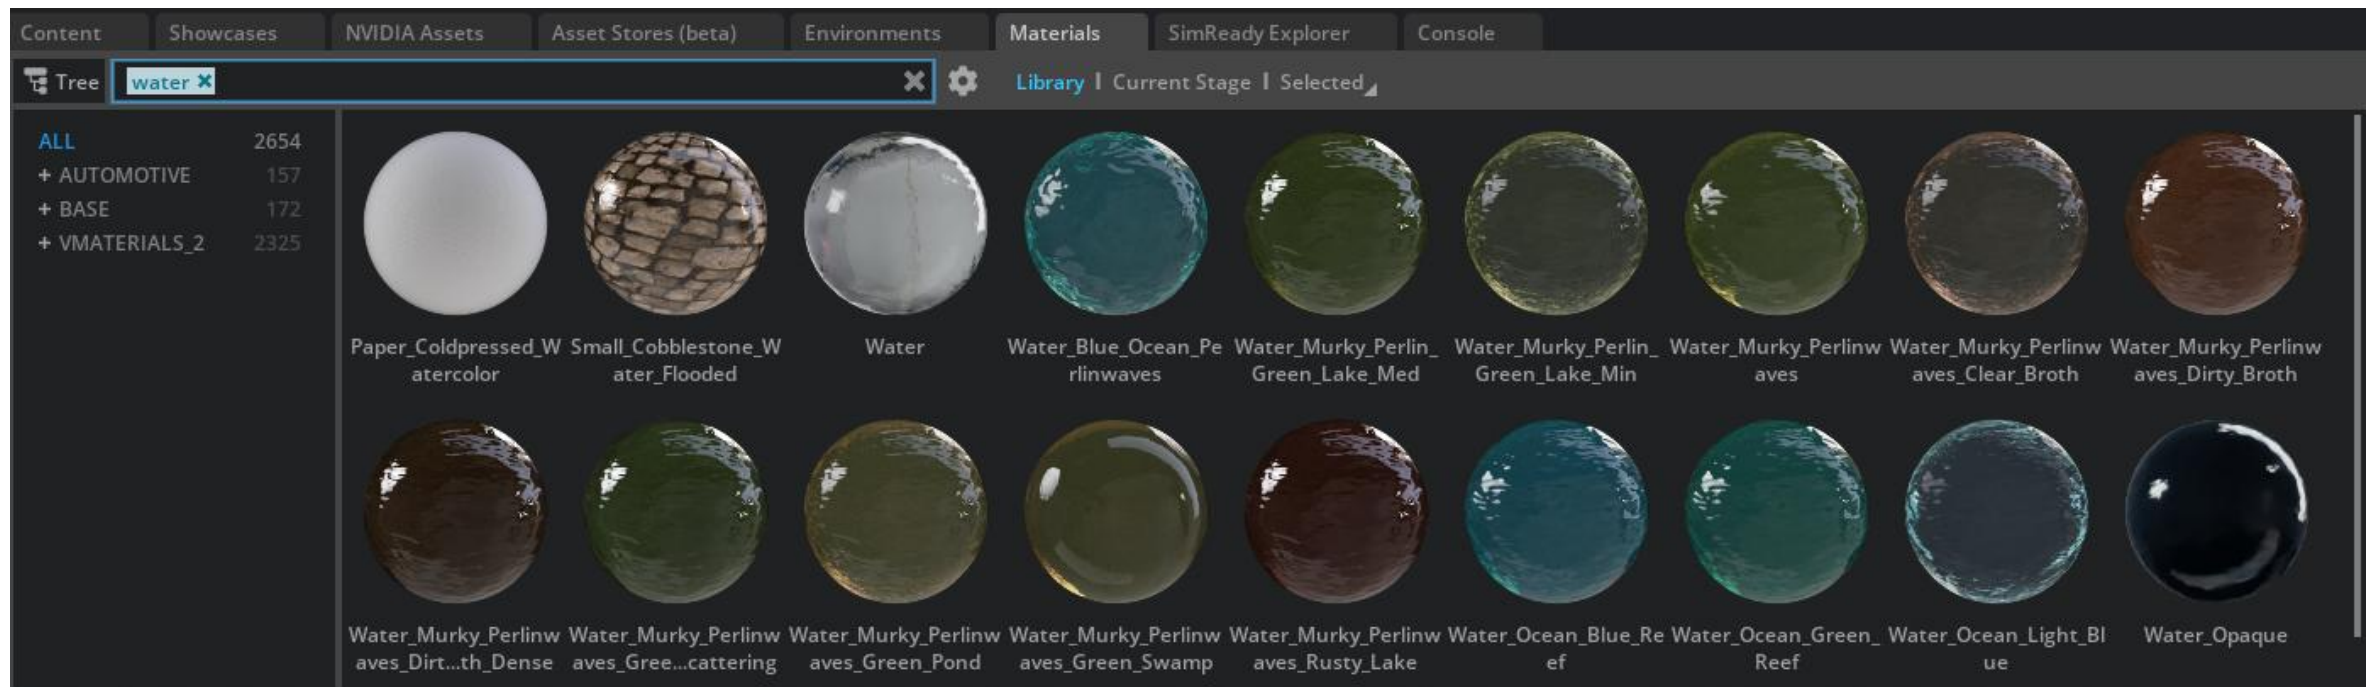 Content Showcases NVIDIA Assets Asset Stores (beta) Environments Materials SimReady Explorer Console
Tree water Library Current Stage Selected
ALL 2654
+ AUTOMOTIVE 157
+ BASE 172
+ VMATERIALS_2 2325
Paper_Coldpressed_W Small_Cobblestone_W Water Water_Blue_Ocean_Pe Water_Murky_Perlin_ Water_Murky_Perlin_ Water_Murky_Perlinw Water_Murky_Perlinw Water_Murky_Perlinw
atercolor ater_Flooded rlinwaves Green_Lake_Med Green_Lake_Min aves aves_Clear_Broth aves_Dirty_Broth
Water_Murky_Perlinw Water_Murky_Perlinw Water_Murky_Perlinw Water_Murky_Perlinw Water_Murky_Perlinw Water_Ocean_Blue_Re Water_Ocean_Green_ Water_Ocean_Light_Bl Water_Opaque
aves_Dirt...th_Dense aves_Gree...cattering aves_Green_Pond aves_Green_Swamp aves_Rusty_Lake ef Reef ue